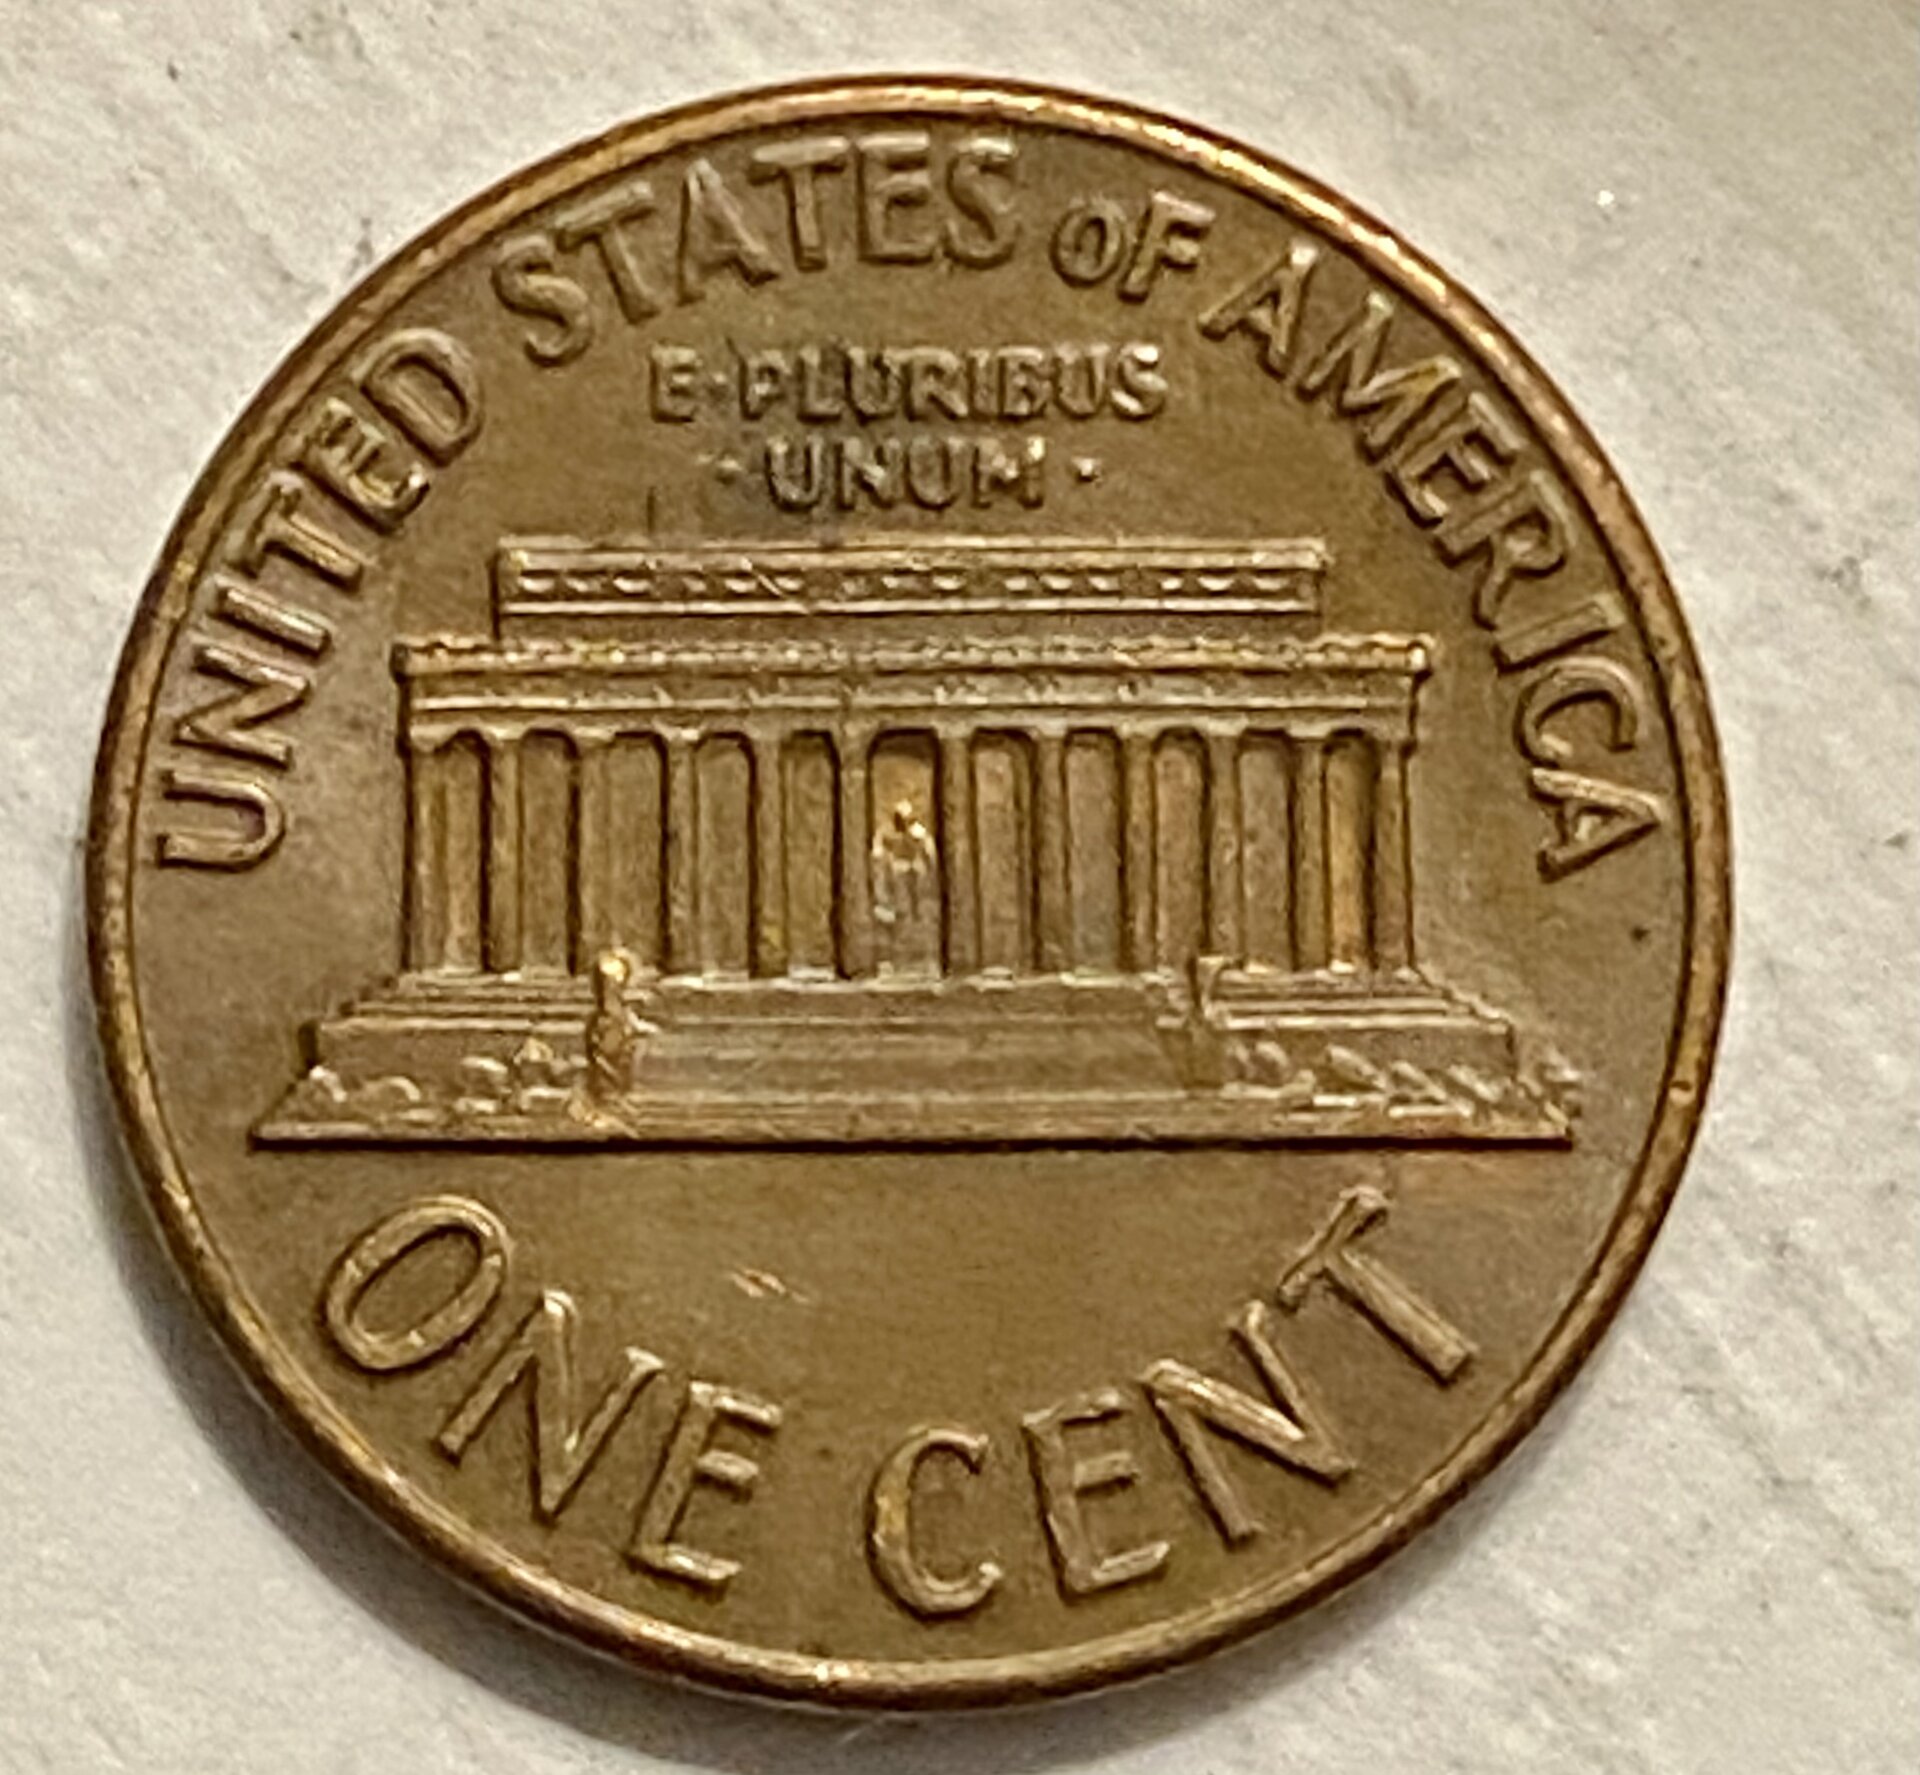 UNITED STATES OF AMERICA
E·PLURIBUS
·UNUM·
ONE CENT